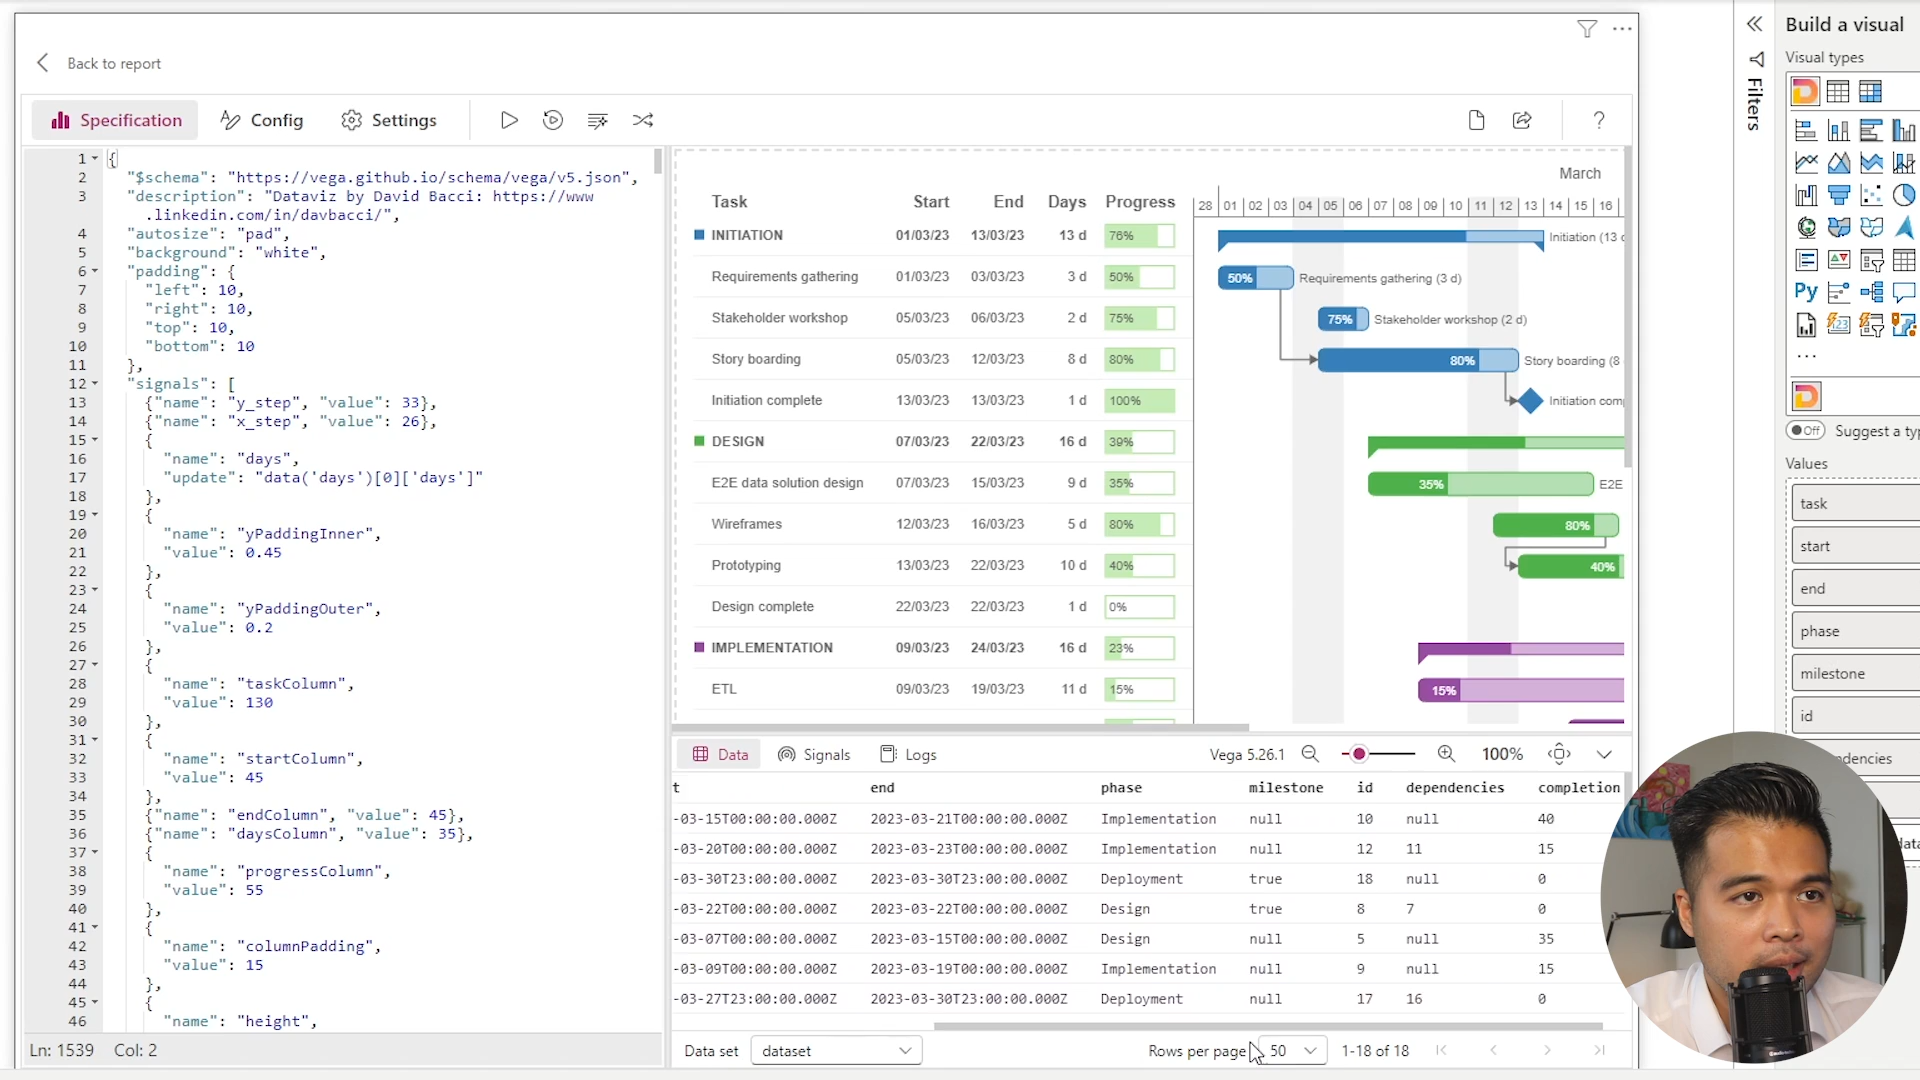 Back to report
Specification Config Settings ?
1 {
2 "$schema": "https://vega.github.io/schema/vega/v5.json",
3 "description": "Dataviz by David Bacci: https://www
.linkedin.com/in/davbacci/",
4 "autosize": "pad",
5 "background": "white",
6 "padding": {
7 "left": 10,
8 "right": 10,
9 "top": 10,
10 "bottom": 10
11 },
12 "signals": [
13 {"name": "y_step", "value": 33},
14 {"name": "x_step", "value": 26},
15 {
16 "name": "days",
17 "update": "data('days')[0]['days']"
18 },
19 {
20 "name": "yPaddingInner",
21 "value": 0.45
22 },
23 {
24 "name": "yPaddingOuter",
25 "value": 0.2
26 },
27 {
28 "name": "taskColumn",
29 "value": 130
30 },
31 {
32 "name": "startColumn",
33 "value": 45
34 },
35 {"name": "endColumn", "value": 45},
36 {"name": "daysColumn", "value": 35},
37 {
38 "name": "progressColumn",
39 "value": 55
40 },
41 {
42 "name": "columnPadding",
43 "value": 15
44 },
45 {
46 "name": "height",
Ln: 1539 Col: 2
March
Task Start End Days Progress 28 01 02 03 04 05 06 07 08 09 10 11 12 13 14 15 16
INITIATION 01/03/23 13/03/23 13 d 76% Initiation (13 d
Requirements gathering 01/03/23 03/03/23 3 d 50% 50% Requirements gathering (3 d)
Stakeholder workshop 05/03/23 06/03/23 2 d 75% 75% Stakeholder workshop (2 d)
Story boarding 05/03/23 12/03/23 8 d 80% 80% Story boarding (8
Initiation complete 13/03/23 13/03/23 1 d 100% Initiation com
DESIGN 07/03/23 22/03/23 16 d 39%
E2E data solution design 07/03/23 15/03/23 9 d 35% 35% E2E
Wireframes 12/03/23 16/03/23 5 d 80% 80%
Prototyping 13/03/23 22/03/23 10 d 40% 40%
Design complete 22/03/23 22/03/23 1 d 0%
IMPLEMENTATION 09/03/23 24/03/23 16 d 23%
ETL 09/03/23 19/03/23 11 d 15% 15%
Data Signals Logs Vega 5.26.1 100%
t end phase milestone id dependencies completion
-03-15T00:00:00.000Z 2023-03-21T00:00:00.000Z Implementation null 10 null 40
-03-20T00:00:00.000Z 2023-03-23T00:00:00.000Z Implementation null 12 11 15
-03-30T23:00:00.000Z 2023-03-30T23:00:00.000Z Deployment true 18 null 0
-03-22T00:00:00.000Z 2023-03-22T00:00:00.000Z Design true 8 7 0
-03-07T00:00:00.000Z 2023-03-15T00:00:00.000Z Design null 5 null 35
-03-09T00:00:00.000Z 2023-03-19T00:00:00.000Z Implementation null 9 null 15
-03-27T23:00:00.000Z 2023-03-30T23:00:00.000Z Deployment null 17 16 0
Data set dataset Rows per page 50 1-18 of 18
Filters
Build a visual
Visual types
Py
123
...
Off Suggest a typ
Values
task
start
end
phase
milestone
id
ndencies